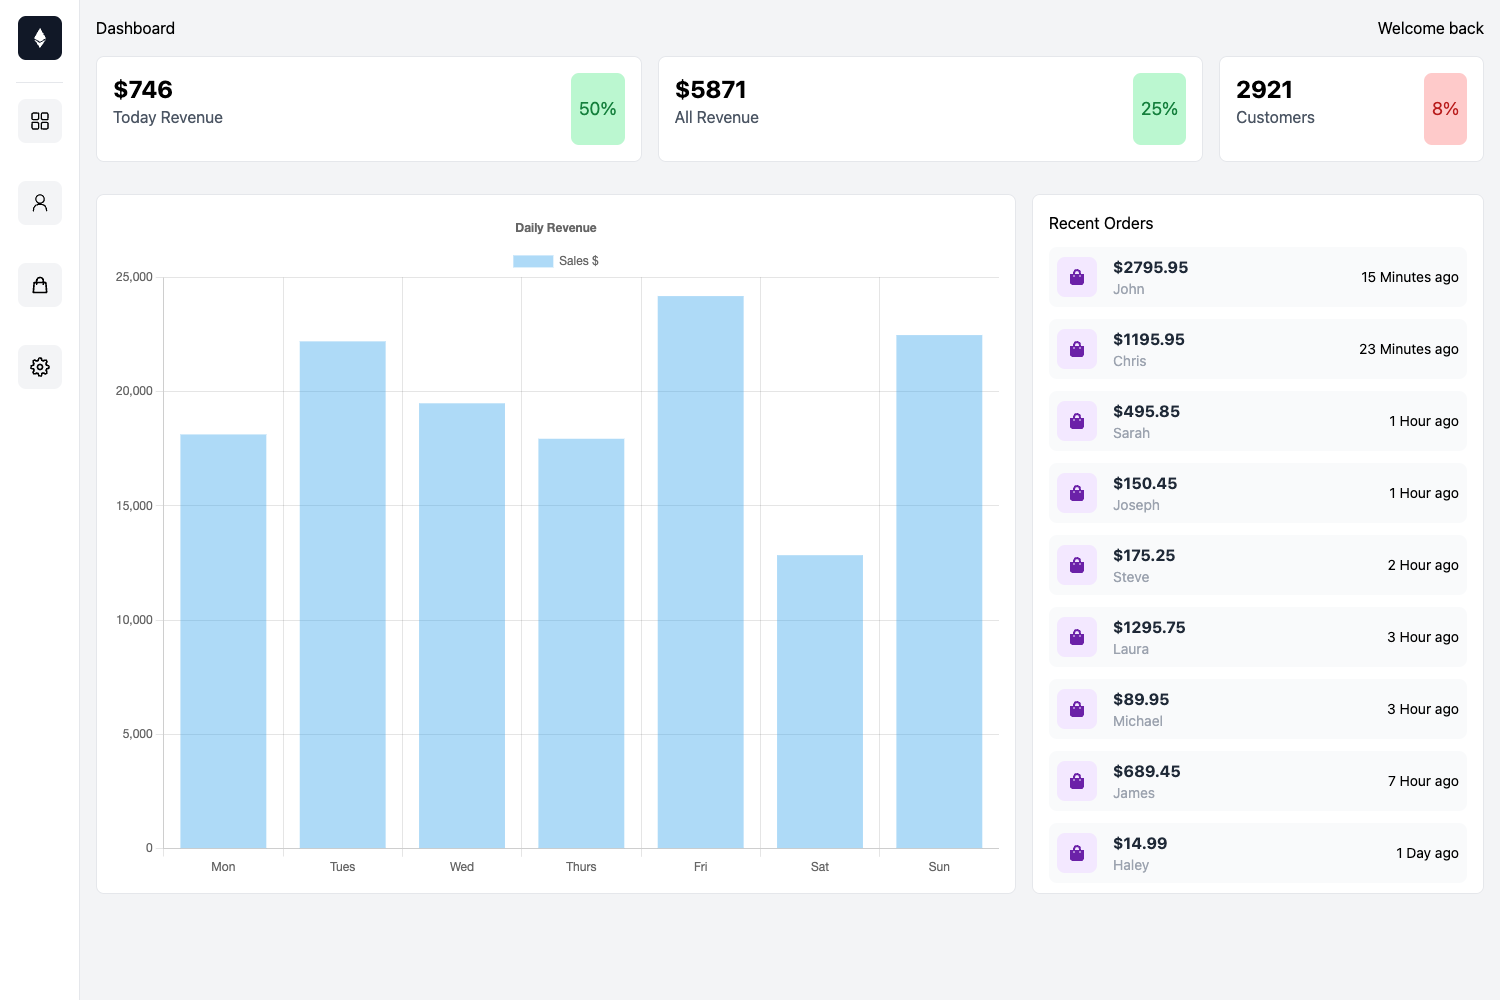 Dashboard
Welcome back
$746
Today Revenue
50%
$5871
All Revenue
25%
2921
Customers
8%
Daily Revenue
Sales $
25,000
20,000
15,000
10,000
5,000
0
Mon Tues Wed Thurs Fri Sat Sun
Recent Orders
$2795.95
John
15 Minutes ago
$1195.95
Chris
23 Minutes ago
$495.85
Sarah
1 Hour ago
$150.45
Joseph
1 Hour ago
$175.25
Steve
2 Hour ago
$1295.75
Laura
3 Hour ago
$89.95
Michael
3 Hour ago
$689.45
James
7 Hour ago
$14.99
Haley
1 Day ago